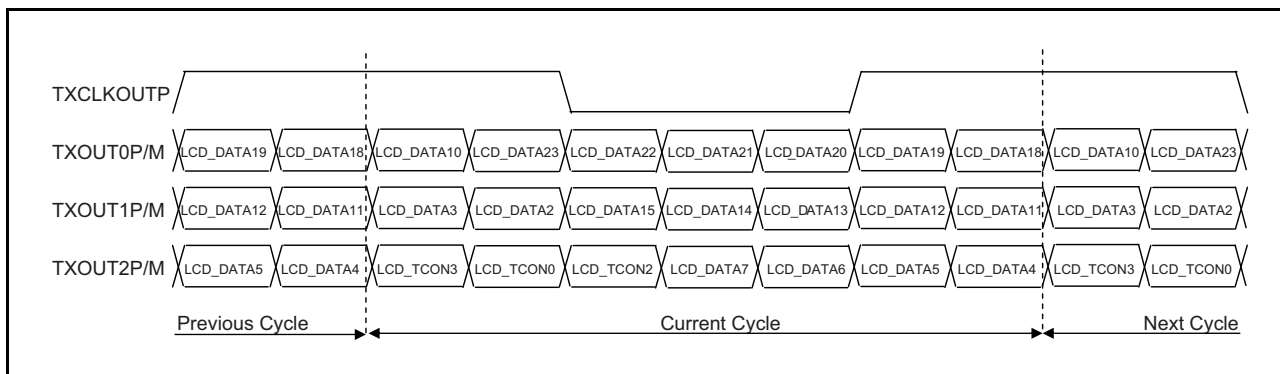 TXCLKOUTP
TXOUT0P/M LCD_DATA19 LCD_DATA18 LCD_DATA10 LCD_DATA23 LCD_DATA22 LCD_DATA21 LCD_DATA20 LCD_DATA19 LCD_DATA18 LCD_DATA10 LCD_DATA23
TXOUT1P/M LCD_DATA12 LCD_DATA11 LCD_DATA3 LCD_DATA2 LCD_DATA15 LCD_DATA14 LCD_DATA13 LCD_DATA12 LCD_DATA11 LCD_DATA3 LCD_DATA2
TXOUT2P/M LCD_DATA5 LCD_DATA4 LCD_TCON3 LCD_TCON0 LCD_TCON2 LCD_DATA7 LCD_DATA6 LCD_DATA5 LCD_DATA4 LCD_TCON3 LCD_TCON0
Previous Cycle Current Cycle Next Cycle